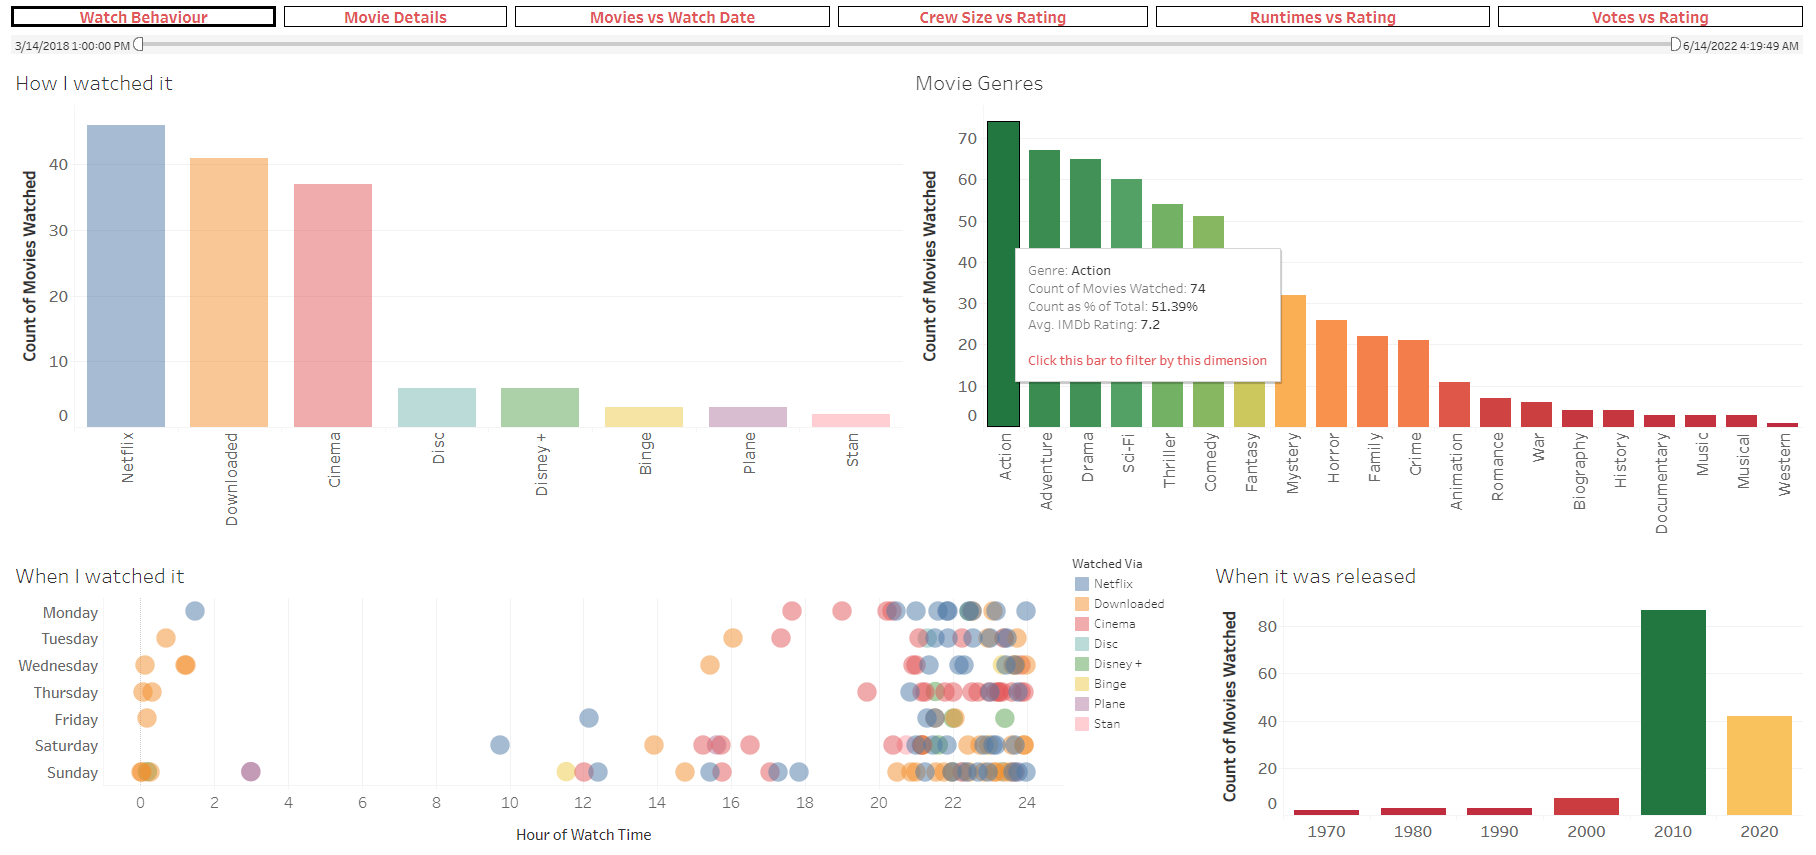 Watch Behaviour
Movie Details
Movies vs Watch Date
Crew Size vs Rating
Runtimes vs Rating
Votes vs Rating
3/14/2018 1:00:00 PM
6/14/2022 4:19:49 AM
How I watched it
Count of Movies Watched
40
30
20
10
0
Netflix
Downloaded
Cinema
Disc
Disney +
Binge
Plane
Stan
Movie Genres
Count of Movies Watched
70
60
50
40
30
20
10
0
Genre: Action
Count of Movies Watched: 74
Count as % of Total: 51.39%
Avg. IMDb Rating: 7.2
Click this bar to filter by this dimension
Action
Adventure
Drama
Sci-Fi
Thriller
Comedy
Fantasy
Mystery
Horror
Family
Crime
Animation
Romance
War
Biography
History
Documentary
Music
Musical
Western
When I watched it
Monday
Tuesday
Wednesday
Thursday
Friday
Saturday
Sunday
0
2
4
6
8
10
12
14
16
18
20
22
24
Hour of Watch Time
Watched Via
Netflix
Downloaded
Cinema
Disc
Disney +
Binge
Plane
Stan
When it was released
Count of Movies Watched
80
60
40
20
0
1970
1980
1990
2000
2010
2020